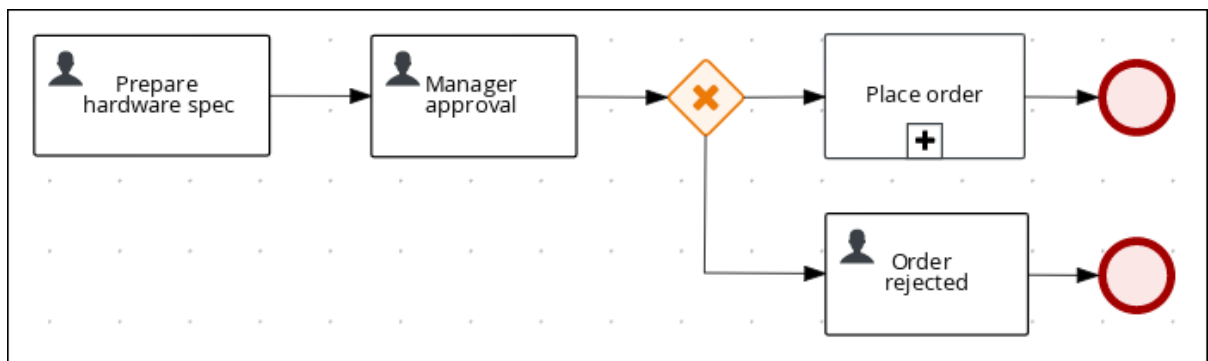 Prepare
hardware spec
Manager
approval
Place order
Order
rejected